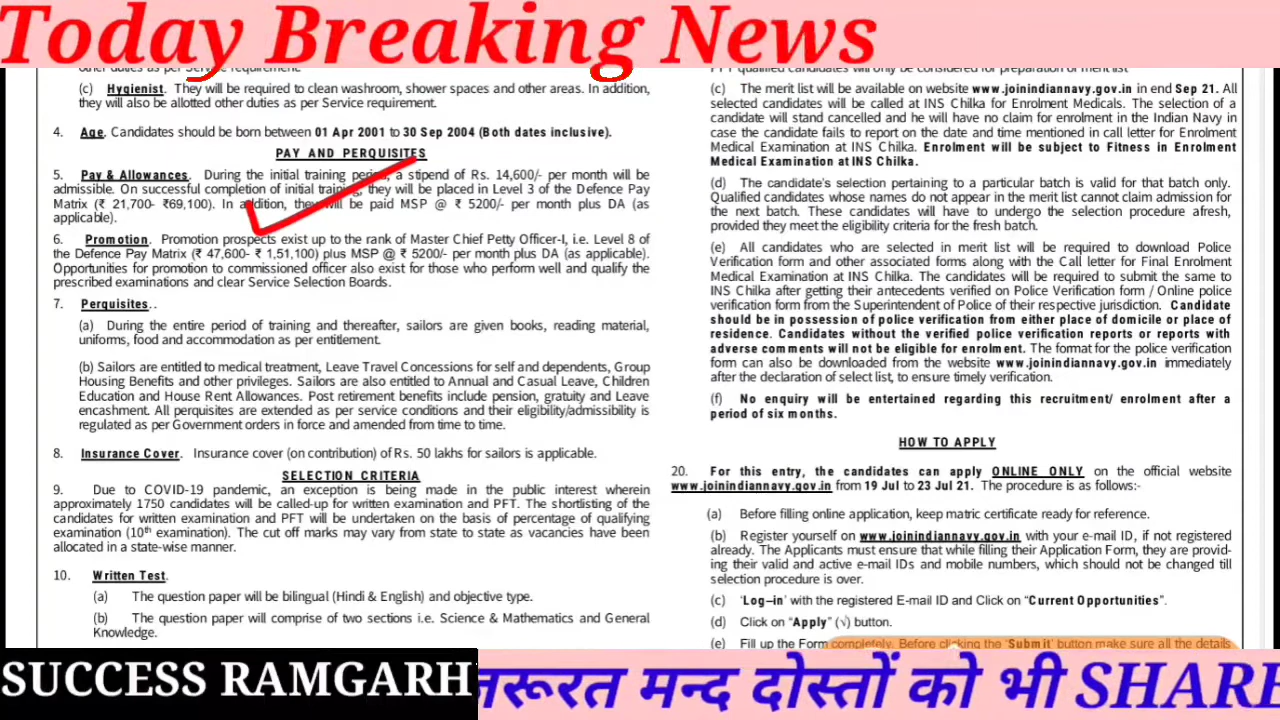 Today Breaking News
other duties as per Service requirement.
(c) Hygienist. They will be required to clean washroom, shower spaces and other areas. In addition,
they will also be allotted other duties as per Service requirement.
4. Age. Candidates should be born between 01 Apr 2001 to 30 Sep 2004 (Both dates inclusive).
PAY AND PERQUISITES
5. Pay & Allowances. During the initial training period, a stipend of Rs. 14,600/- per month will be
admissible. On successful completion of initial training, they will be placed in Level 3 of the Defence Pay
Matrix (₹ 21,700- ₹69,100). In addition, they will be paid MSP @ ₹ 5200/- per month plus DA (as
applicable).
6. Promotion. Promotion prospects exist up to the rank of Master Chief Petty Officer-I, i.e. Level 8 of
the Defence Pay Matrix (₹ 47,600- ₹ 1,51,100) plus MSP @ ₹ 5200/- per month plus DA (as applicable).
Opportunities for promotion to commissioned officer also exist for those who perform well and qualify the
prescribed examinations and clear Service Selection Boards.
7. Perquisites..
(a) During the entire period of training and thereafter, sailors are given books, reading material,
uniforms, food and accommodation as per entitlement.
(b) Sailors are entitled to medical treatment, Leave Travel Concessions for self and dependents, Group
Housing Benefits and other privileges. Sailors are also entitled to Annual and Casual Leave, Children
Education and House Rent Allowances. Post retirement benefits include pension, gratuity and Leave
encashment. All perquisites are extended as per service conditions and their eligibility/admissibility is
regulated as per Government orders in force and amended from time to time.
8. Insurance Cover. Insurance cover (on contribution) of Rs. 50 lakhs for sailors is applicable.
SELECTION CRITERIA
9. Due to COVID-19 pandemic, an exception is being made in the public interest wherein
approximately 1750 candidates will be called-up for written examination and PFT. The shortlisting of the
candidates for written examination and PFT will be undertaken on the basis of percentage of qualifying
examination (10th examination). The cut off marks may vary from state to state as vacancies have been
allocated in a state-wise manner.
10. Written Test.
(a) The question paper will be bilingual (Hindi & English) and objective type.
(b) The question paper will comprise of two sections i.e. Science & Mathematics and General
Knowledge.
PFT qualified candidates will only be considered for preparation of merit list
(c) The merit list will be available on website www.joinindiannavy.gov.in in end Sep 21. All
selected candidates will be called at INS Chilka for Enrolment Medicals. The selection of a
candidate will stand cancelled and he will have no claim for enrolment in the Indian Navy in
case the candidate fails to report on the date and time mentioned in call letter for Enrolment
Medical Examination at INS Chilka. Enrolment will be subject to Fitness in Enrolment
Medical Examination at INS Chilka.
(d) The candidate's selection pertaining to a particular batch is valid for that batch only.
Qualified candidates whose names do not appear in the merit list cannot claim admission for
the next batch. These candidates will have to undergo the selection procedure afresh,
provided they meet the eligibility criteria for the fresh batch.
(e) All candidates who are selected in merit list will be required to download Police
Verification form and other associated forms along with the Call letter for Final Enrolment
Medical Examination at INS Chilka. The candidates will be required to submit the same to
INS Chilka after getting their antecedents verified on Police Verification form / Online police
verification form from the Superintendent of Police of their respective jurisdiction. Candidate
should be in possession of police verification from either place of domicile or place of
residence. Candidates without the verified police verification reports or reports with
adverse comments will not be eligible for enrolment. The format for the police verification
form can also be downloaded from the website www.joinindiannavy.gov.in immediately
after the declaration of select list, to ensure timely verification.
(f) No enquiry will be entertained regarding this recruitment/ enrolment after a
period of six months.
HOW TO APPLY
20. For this entry, the candidates can apply ONLINE ONLY on the official website
www.joinindiannavy.gov.in from 19 Jul to 23 Jul 21. The procedure is as follows:-
(a) Before filling online application, keep matric certificate ready for reference.
(b) Register yourself on www.joinindiannavy.gov.in with your e-mail ID, if not registered
already. The Applicants must ensure that while filling their Application Form, they are provid-
ing their valid and active e-mail IDs and mobile numbers, which should not be changed till
selection procedure is over.
(c) 'Log–in' with the registered E-mail ID and Click on "Current Opportunities".
(d) Click on "Apply" (√) button.
(e) Fill up the Form completely. Before clicking the 'Submit' button make sure all the details
SUCCESS RAMGARH
जरूरत मन्द दोस्तों को भी SHARE